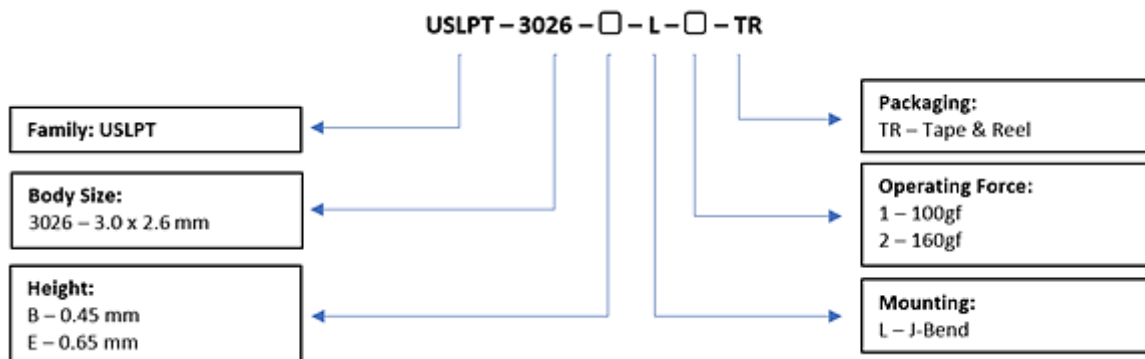 USLPT – 3026 – □ – L – □ – TR
Family: USLPT
Body Size:
3026 – 3.0 x 2.6 mm
Height:
B – 0.45 mm
E – 0.65 mm
Packaging:
TR – Tape & Reel
Operating Force:
1 – 100gf
2 – 160gf
Mounting:
L – J-Bend